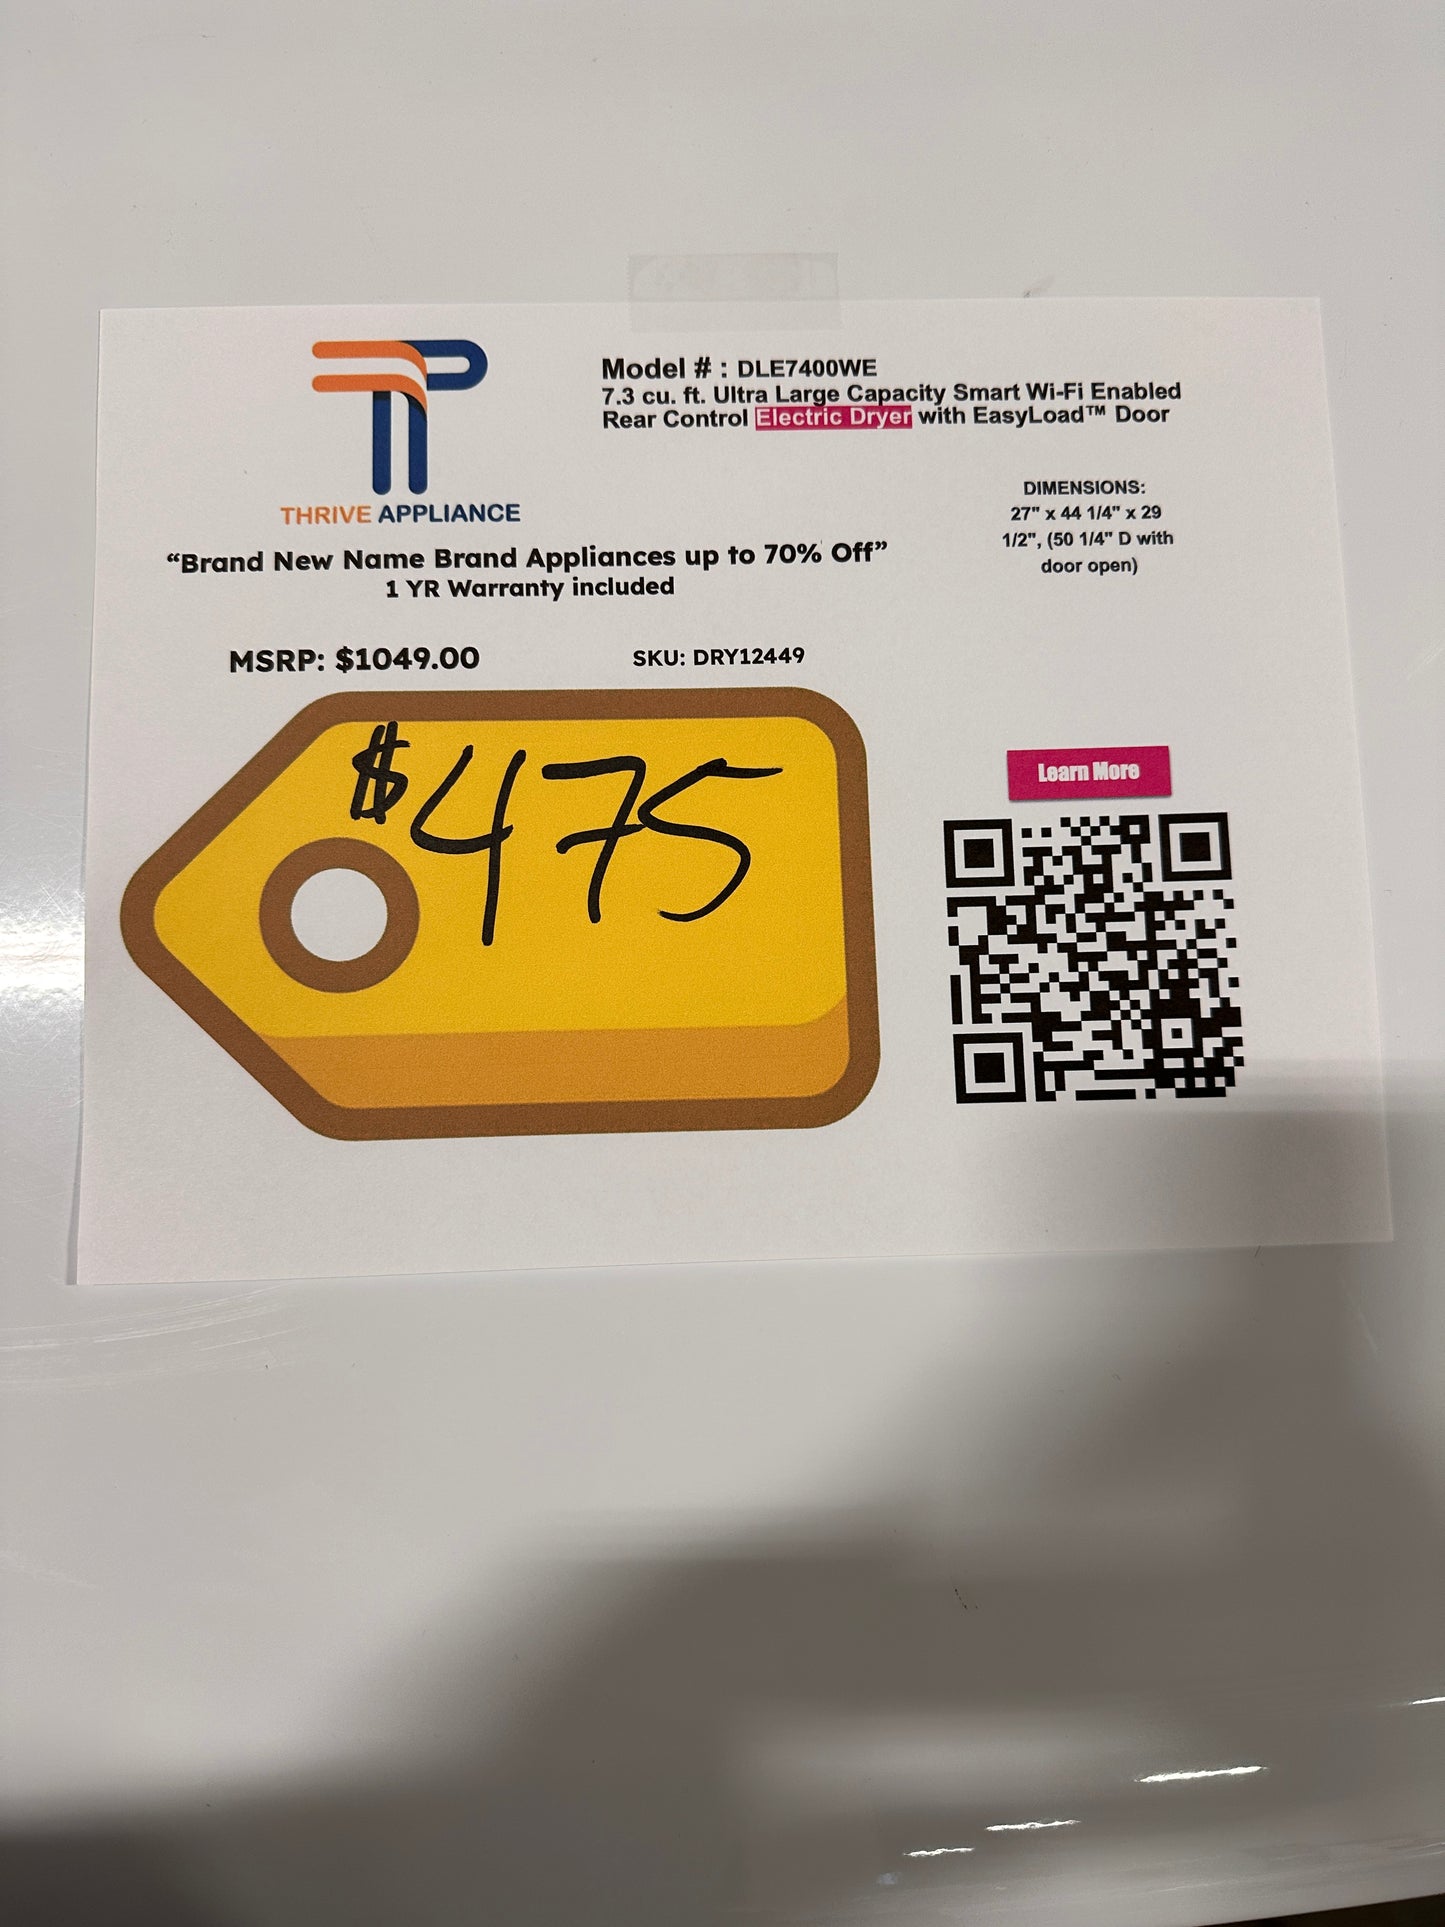 Model # : DLE7400WE
7.3 cu. ft. Ultra Large Capacity Smart Wi-Fi Enabled
Rear Control Electric Dryer with EasyLoad™ Door
THRIVE APPLIANCE
DIMENSIONS:
27" x 44 1/4" x 29
1/2", (50 1/4" D with
door open)
“Brand New Name Brand Appliances up to 70% Off”
1 YR Warranty included
MSRP: $1049.00
SKU: DRY12449
$475
Learn More